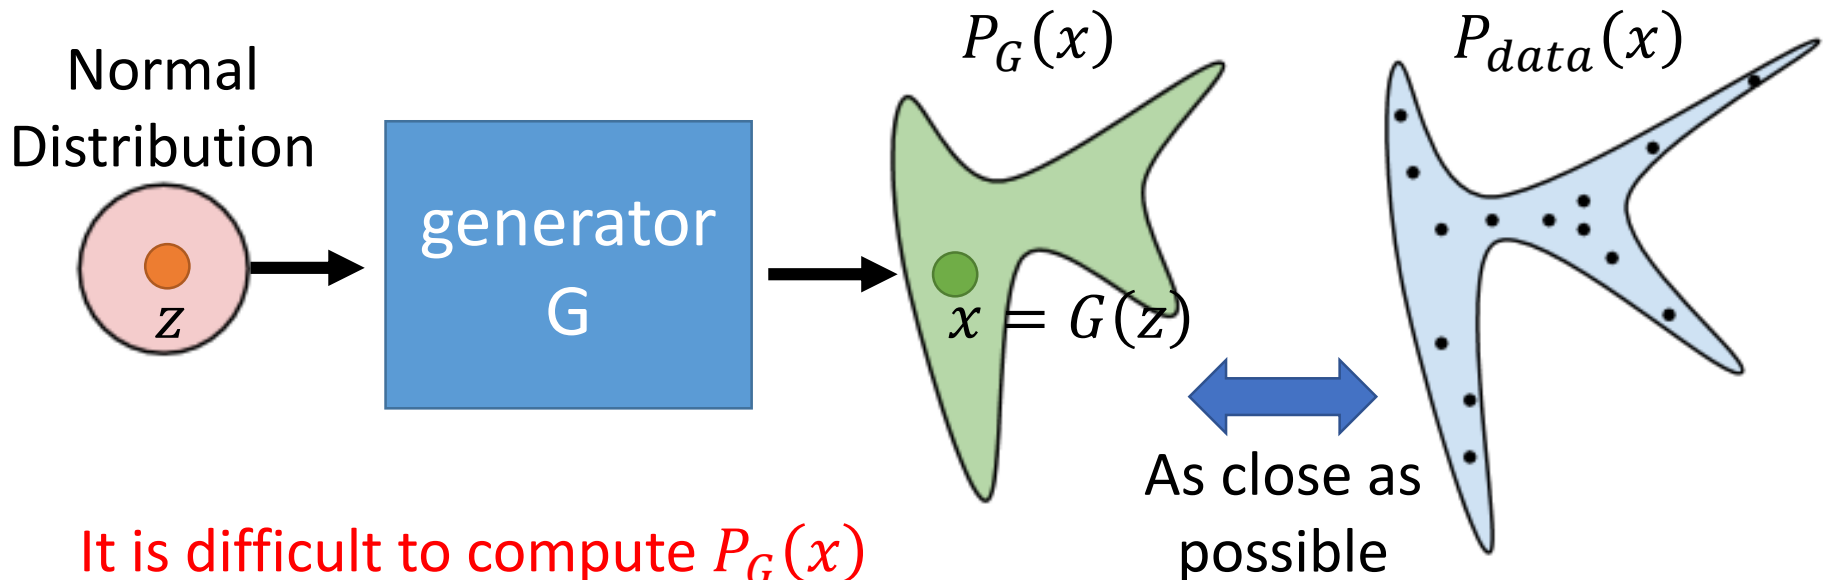 Normal
Distribution
z
generator
G
P_G(x)
x = G(z)
P_data(x)
As close as
possible
It is difficult to compute P_G(x)